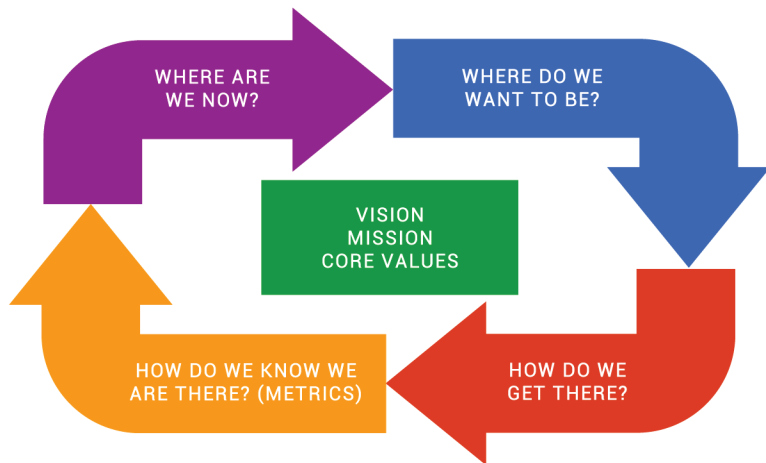 WHERE ARE
WE NOW?
WHERE DO WE
WANT TO BE?
VISION
MISSION
CORE VALUES
HOW DO WE KNOW WE
ARE THERE? (METRICS)
HOW DO WE
GET THERE?